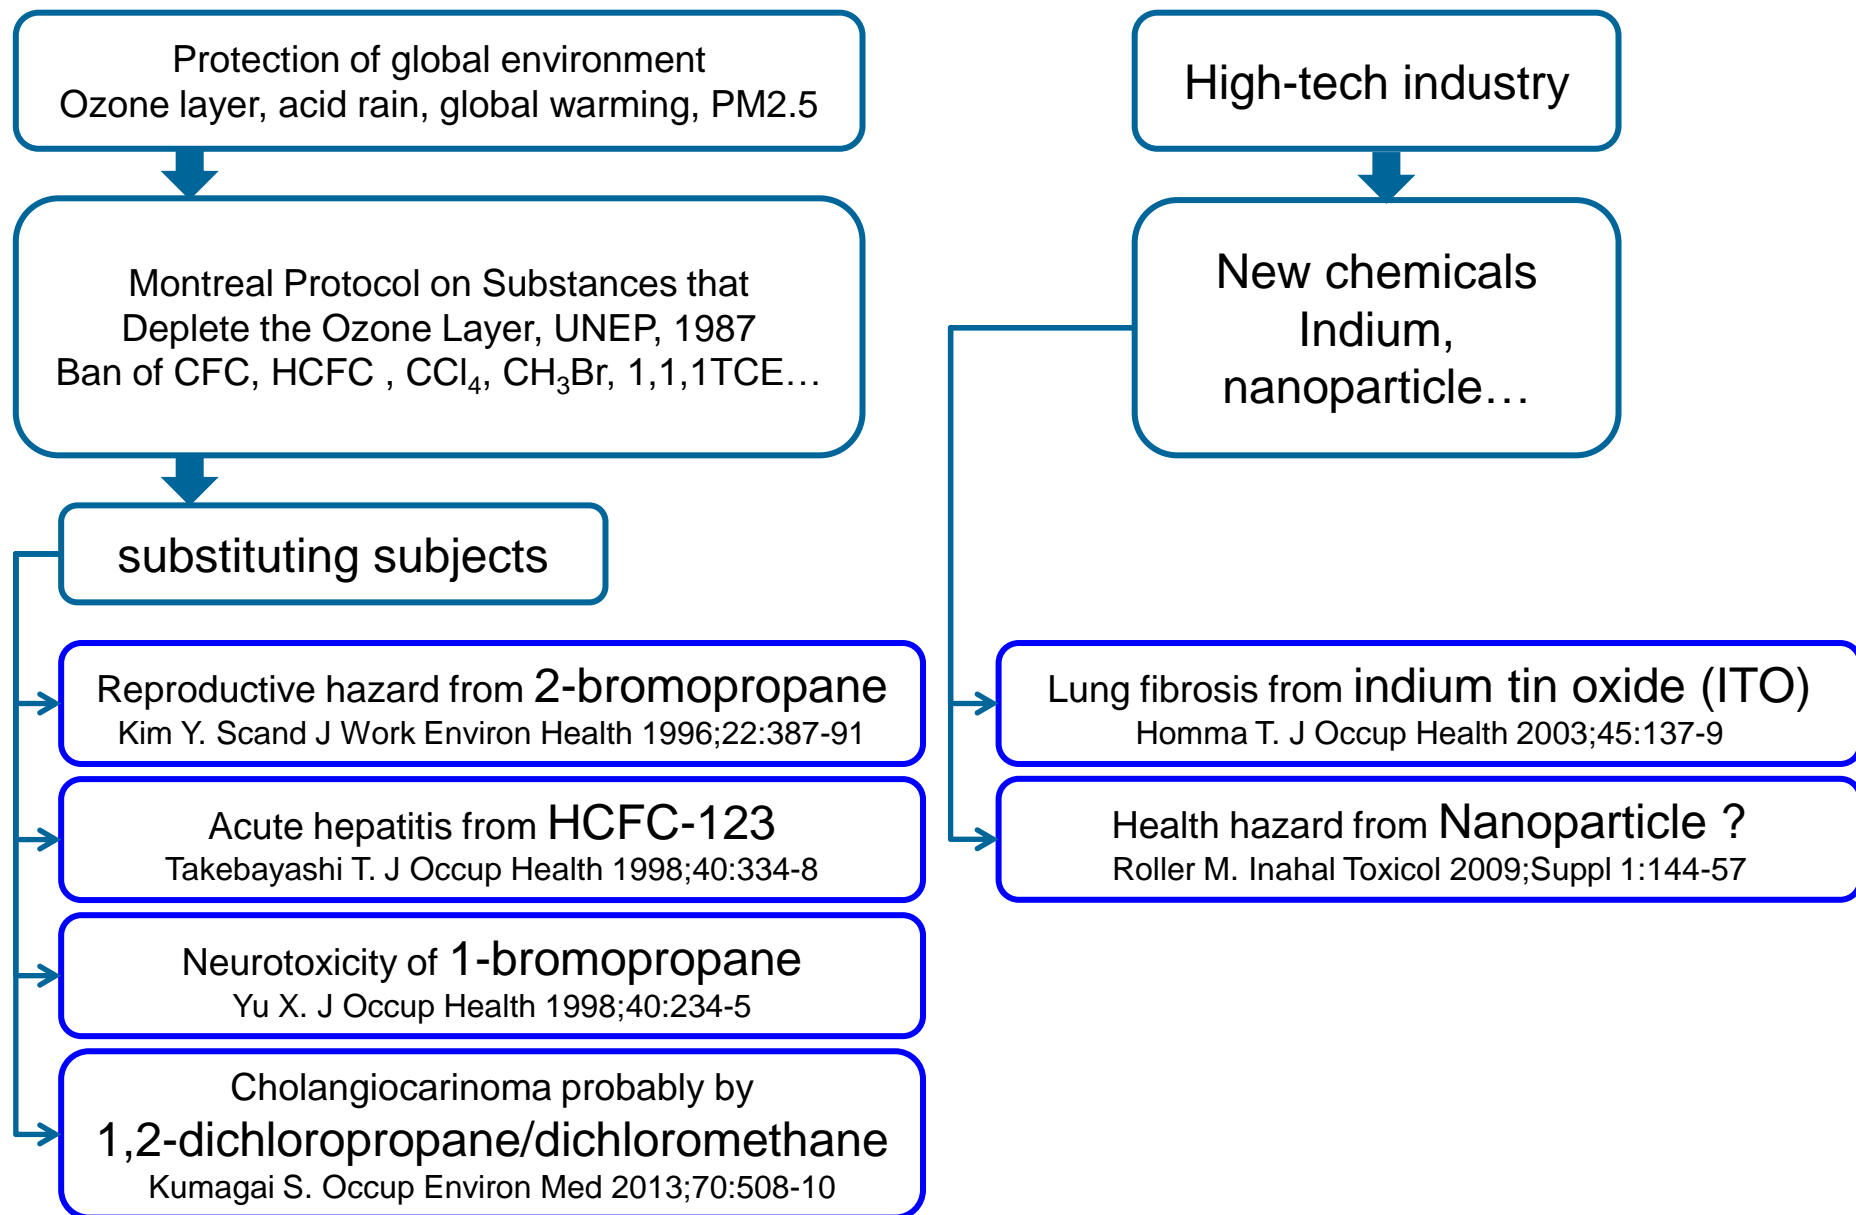 Protection of global environment
Ozone layer, acid rain, global warming, PM2.5
Montreal Protocol on Substances that
Deplete the Ozone Layer, UNEP, 1987
Ban of CFC, HCFC , CCl₄, CH₃Br, 1,1,1TCE…
substituting subjects
Reproductive hazard from 2-bromopropane
Kim Y. Scand J Work Environ Health 1996;22:387-91
Acute hepatitis from HCFC-123
Takebayashi T. J Occup Health 1998;40:334-8
Neurotoxicity of 1-bromopropane
Yu X. J Occup Health 1998;40:234-5
Cholangiocarinoma probably by
1,2-dichloropropane/dichloromethane
Kumagai S. Occup Environ Med 2013;70:508-10
High-tech industry
New chemicals
Indium,
nanoparticle…
Lung fibrosis from indium tin oxide (ITO)
Homma T. J Occup Health 2003;45:137-9
Health hazard from Nanoparticle ?
Roller M. Inahal Toxicol 2009;Suppl 1:144-57